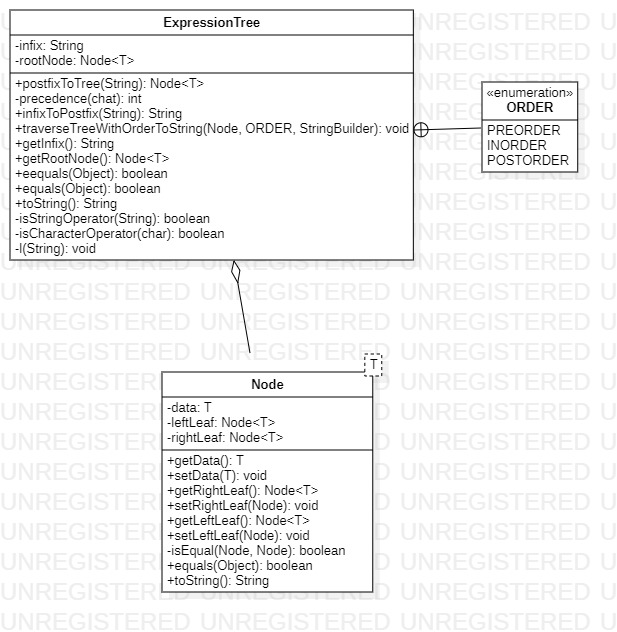 ExpressionTree
-infix: String
-rootNode: Node<T>
+postfixToTree(String): Node<T>
-precedence(chat): int
+infixToPostfix(String): String
+traverseTreeWithOrderToString(Node, ORDER, StringBuilder): void
+getInfix(): String
+getRootNode(): Node<T>
+eequals(Object): boolean
+equals(Object): boolean
+toString(): String
-isStringOperator(String): boolean
-isCharacterOperator(char): boolean
-l(String): void
«enumeration»
ORDER
PREORDER
INORDER
POSTORDER
T
Node
-data: T
-leftLeaf: Node<T>
-rightLeaf: Node<T>
+getData(): T
+setData(T): void
+getRightLeaf(): Node<T>
+setRightLeaf(Node): void
+getLeftLeaf(): Node<T>
+setLeftLeaf(Node): void
-isEqual(Node, Node): boolean
+equals(Object): boolean
+toString(): String
UNREGISTERED